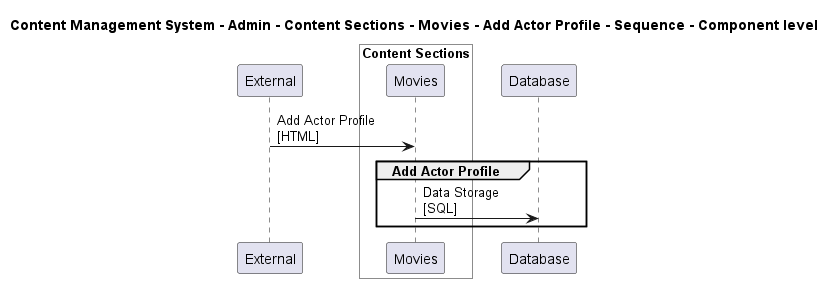 Content Management System - Admin - Content Sections - Movies - Add Actor Profile - Sequence - Component level
Content Sections
External
Movies
Database
Add Actor Profile
[HTML]
Add Actor Profile
Data Storage
[SQL]
External
Movies
Database